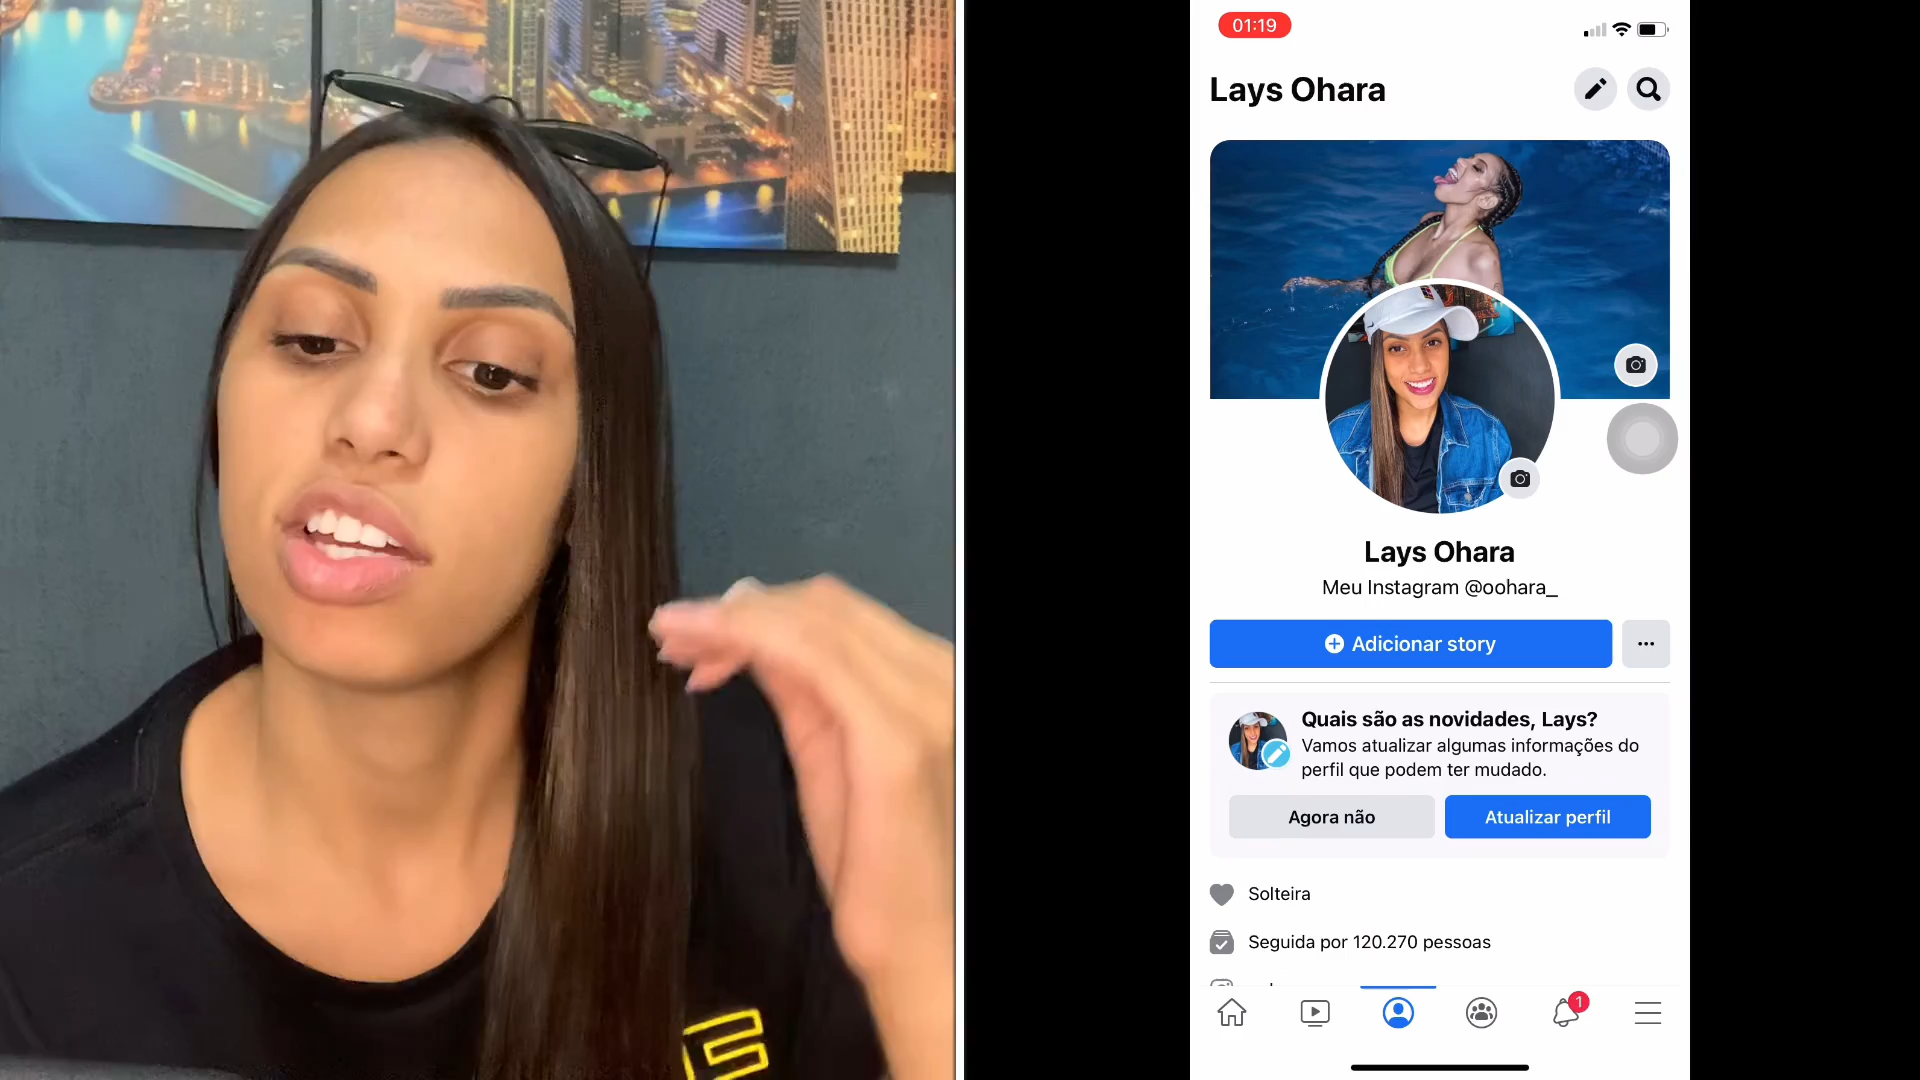 01:19
Lays Ohara
Lays Ohara
Meu Instagram @oohara_
Adicionar story
Quais são as novidades, Lays?
Vamos atualizar algumas informações do
perfil que podem ter mudado.
Agora não
Atualizar perfil
Solteira
Seguida por 120.270 pessoas
1